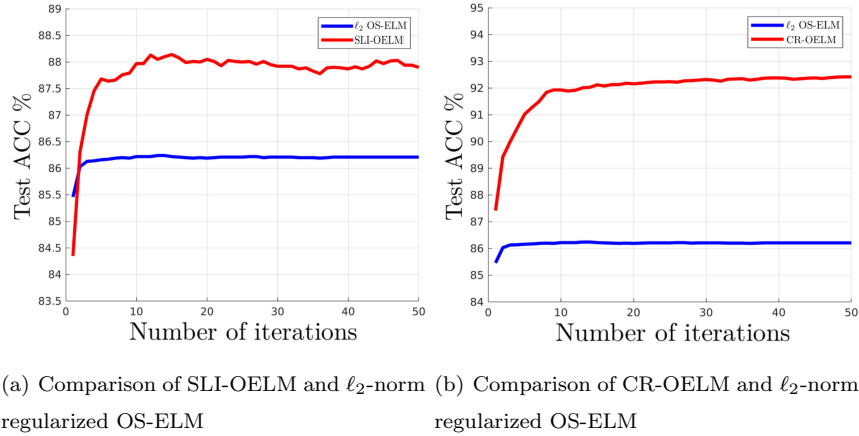 89
88.5
88
87.5
87
86.5
86
85.5
85
84.5
84
83.5
Test ACC %
0 10 20 30 40 50
Number of iterations
ℓ₂ OS-ELM
SLI-OELM
95
94
93
92
91
90
89
88
87
86
85
84
Test ACC %
0 10 20 30 40 50
Number of iterations
ℓ₂ OS-ELM
CR-OELM
(a) Comparison of SLI-OELM and ℓ₂-norm
regularized OS-ELM
(b) Comparison of CR-OELM and ℓ₂-norm
regularized OS-ELM